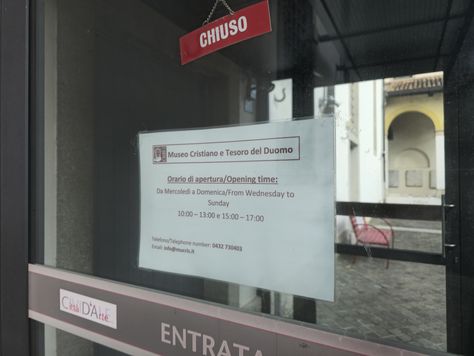 CHIUSO
Museo Cristiano e Tesoro del Duomo
Orario di apertura/Opening time:
Da Mercoledì a Domenica/From Wednesday to
Sunday
10:00 – 13:00 e 15:00 – 17:00
Telefono/Telephone number: 0432 730403
Email: info@mucris.it
ENTRATA